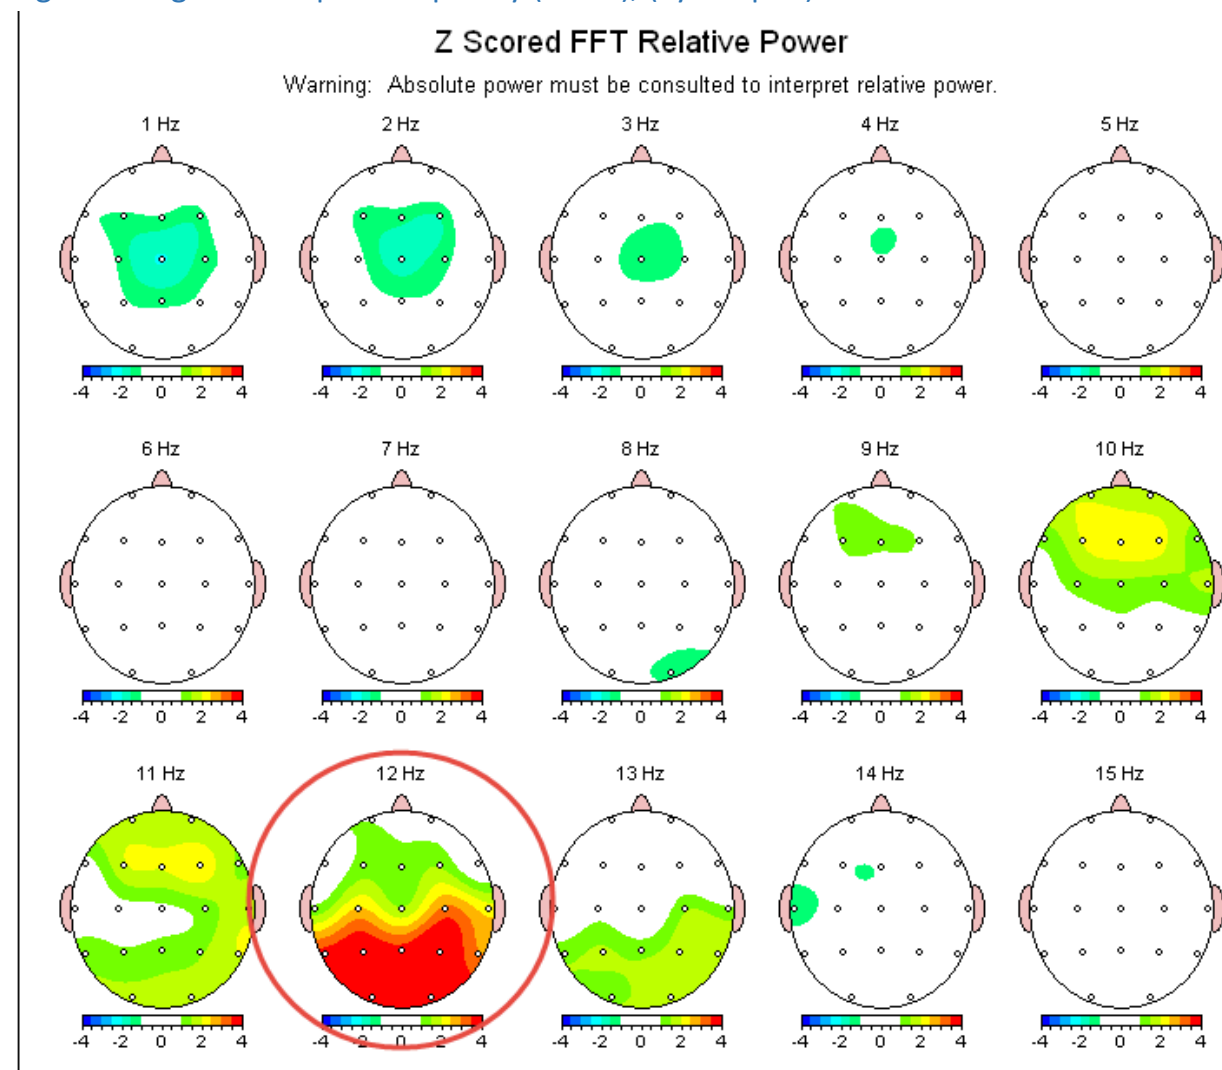 Z Scored FFT Relative Power
Warning: Absolute power must be consulted to interpret relative power.
1 Hz 2 Hz 3 Hz 4 Hz 5 Hz
-4 -2 0 2 4 -4 -2 0 2 4 -4 -2 0 2 4 -4 -2 0 2 4 -4 -2 0 2 4
6 Hz 7 Hz 8 Hz 9 Hz 10 Hz
-4 -2 0 2 4 -4 -2 0 2 4 -4 -2 0 2 4 -4 -2 0 2 4 -4 -2 0 2 4
11 Hz 12 Hz 13 Hz 14 Hz 15 Hz
-4 -2 0 2 4 -4 -2 0 2 4 -4 -2 0 2 4 -4 -2 0 2 4 -4 -2 0 2 4